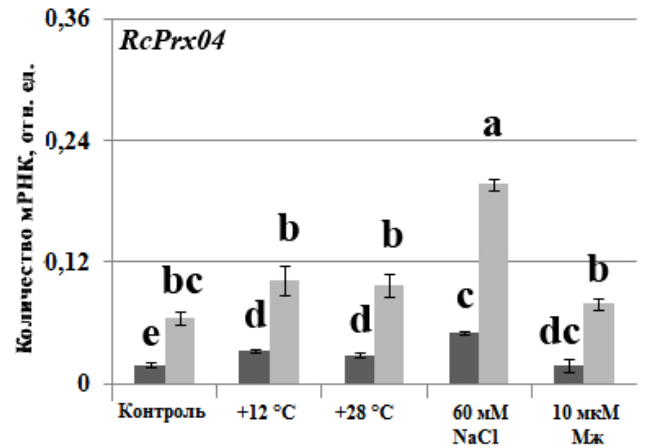 0,36
RcPrx04
Количество мРНК, отн. ед.
0,24
a
0,12
bc
b
b
b
e
d
d
c
dc
0
Контроль
+12 °C
+28 °C
60 мМ
NaCl
10 мкМ
Мж